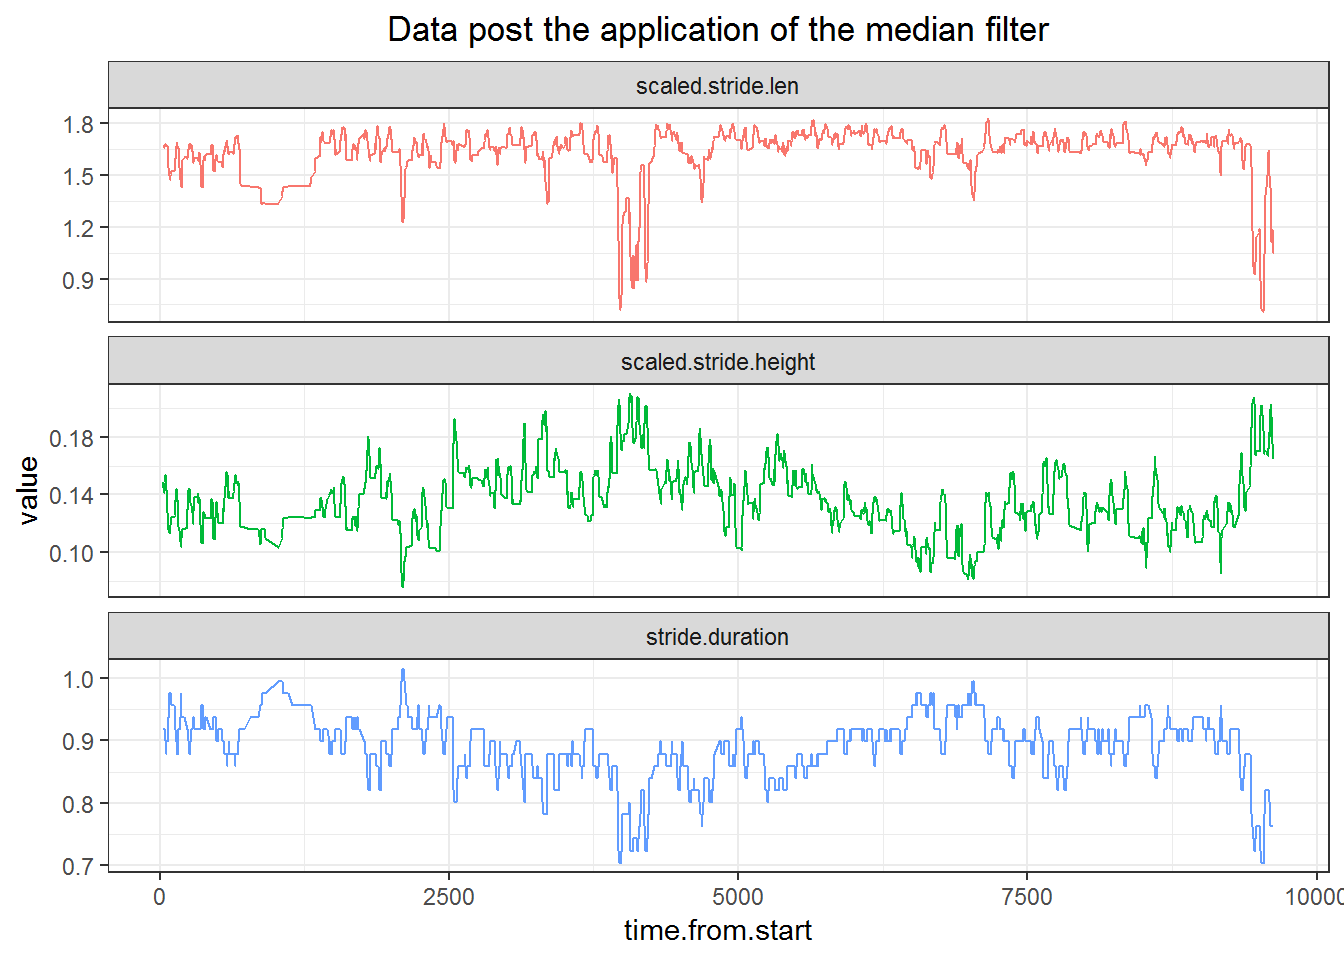 Data post the application of the median filter
scaled.stride.len
1.8
1.5
1.2
0.9
scaled.stride.height
0.18
0.14
0.10
value
stride.duration
1.0
0.9
0.8
0.7
0 2500 5000 7500 10000
time.from.start